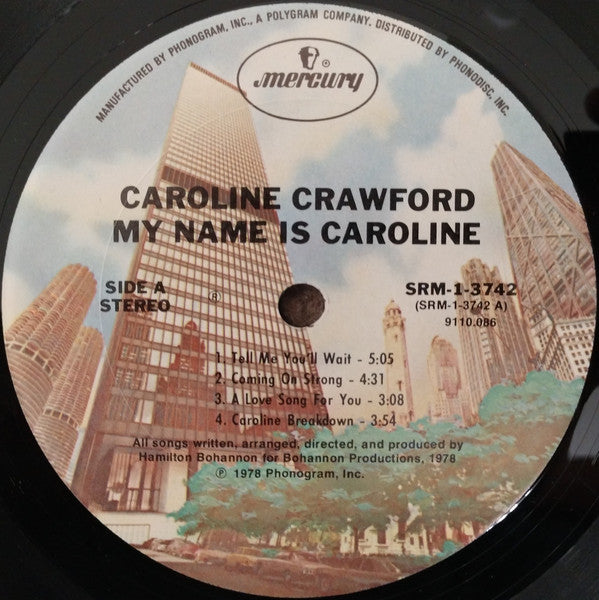 MANUFACTURED BY PHONOGRAM, INC., A POLYGRAM COMPANY. DISTRIBUTED BY PHONODISC, INC.
®
mercury
CAROLINE CRAWFORD
MY NAME IS CAROLINE
SIDE A
STEREO
®
SRM-1-3742
(SRM-1-3742 A)
9110.086
1. Tell Me You'll Wait - 5:05
2. Coming On Strong - 4:31
3. A Love Song For You - 3:08
4. Caroline Breakdown - 3:54
All songs written, arranged, directed, and produced by
Hamilton Bohannon for Bohannon Productions, 1978
℗ 1978 Phonogram, Inc.